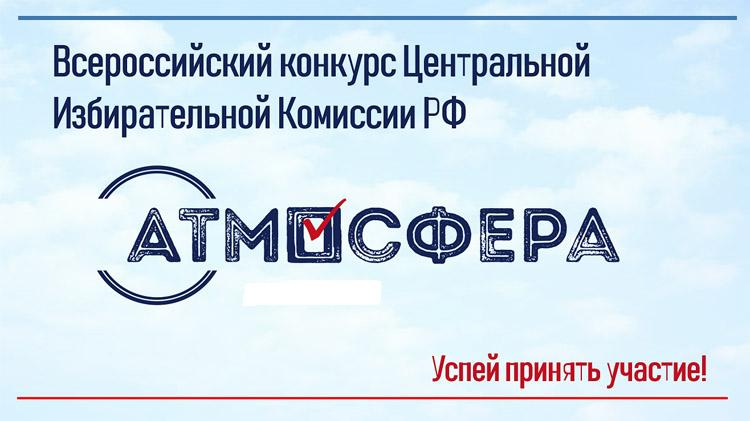 Всероссийский конкурс Центральной
Избирательной Комиссии РФ
АТМОСФЕРА
Успей принять участие!